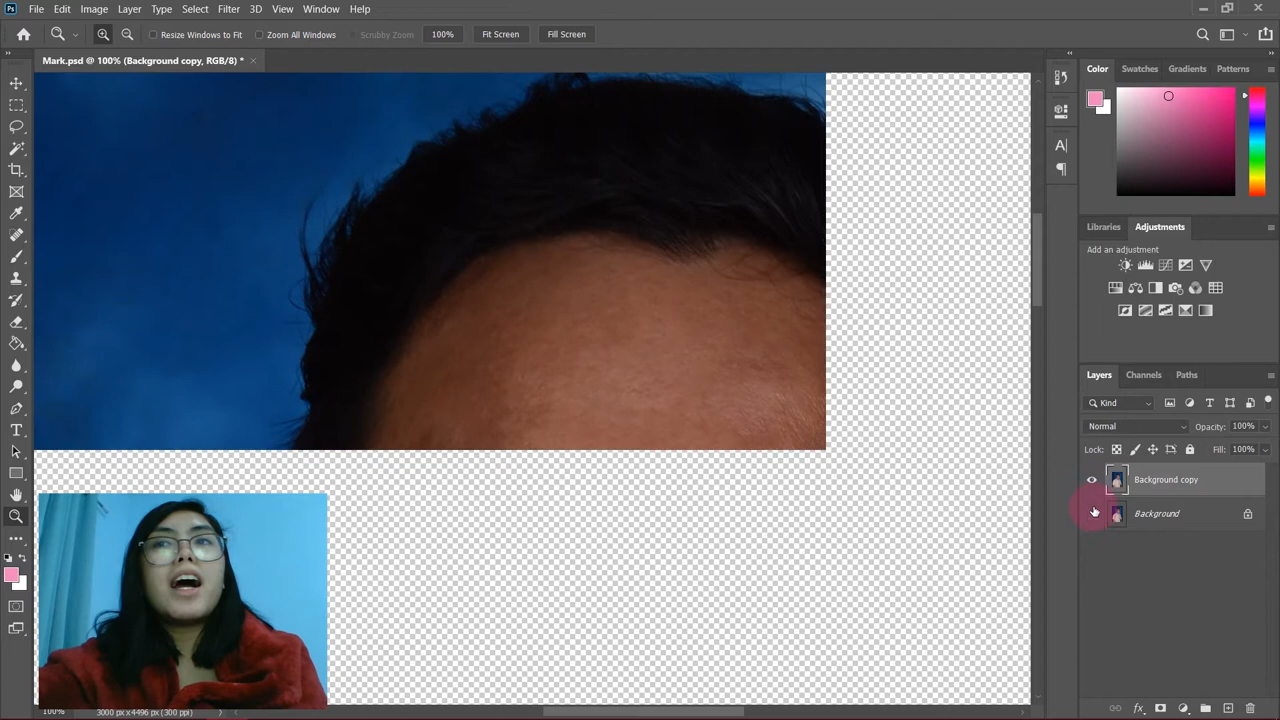 Ps File Edit Image Layer Type Select Filter 3D View Window Help
Resize Windows to Fit Zoom All Windows Scrubby Zoom 100% Fit Screen Fill Screen
Mark.psd @ 100% (Background copy, RGB/8) *
Color Swatches Gradients Patterns
Libraries Adjustments
Add an adjustment
Layers Channels Paths
Kind
Normal Opacity: 100%
Lock: Fill: 100%
Background copy
Background
100% 3000 px x 4496 px (300 ppi)